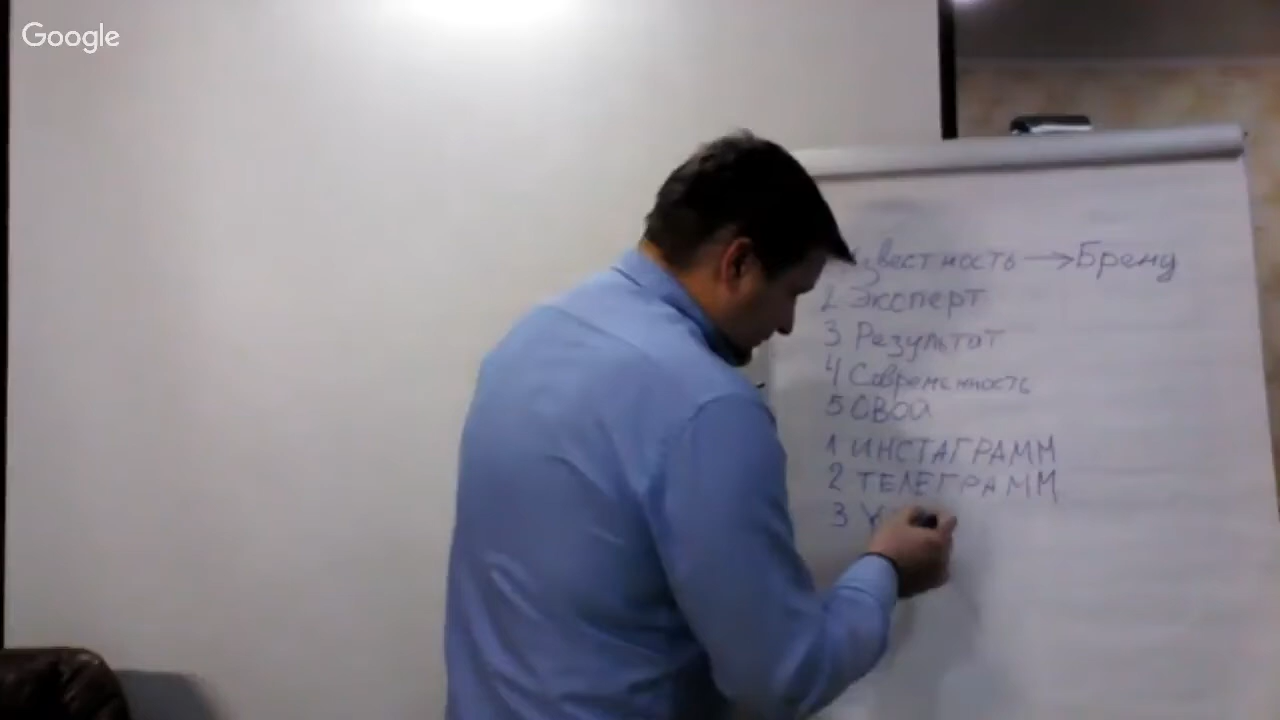 Google
Известность → Бренд
2 Эксперт
3 Результат
4 Современность
5 СВОЙ
1 ИНСТАГРАММ
2 ТЕЛЕГРАММ
3